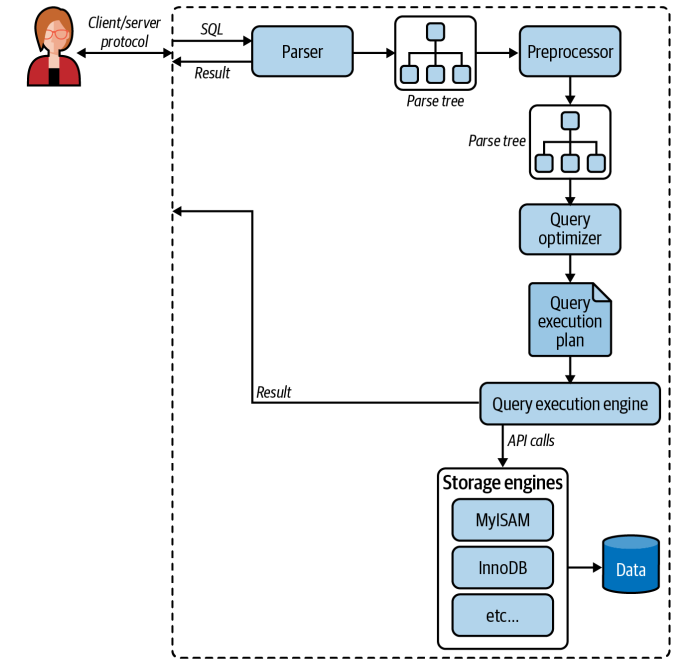 Client/server
protocol
SQL
Result
Parser
Parse tree
Preprocessor
Parse tree
Query
optimizer
Query
execution
plan
Result
Query execution engine
API calls
Storage engines
MyISAM
InnoDB
etc...
Data